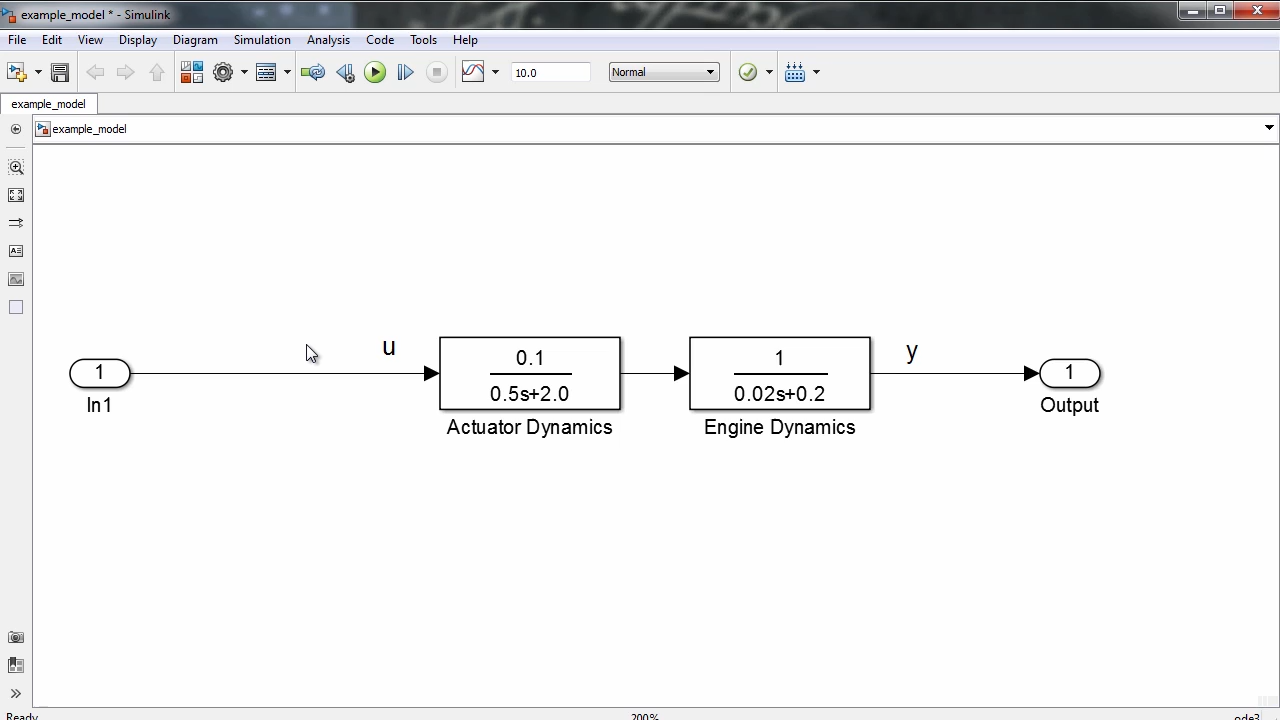 example_model * - Simulink
File Edit View Display Diagram Simulation Analysis Code Tools Help
10.0 Normal
example_model
example_model
u y
0.1 1
1 1
0.5s+2.0 0.02s+0.2
In1 Output
Actuator Dynamics Engine Dynamics
Ready 200% ode3